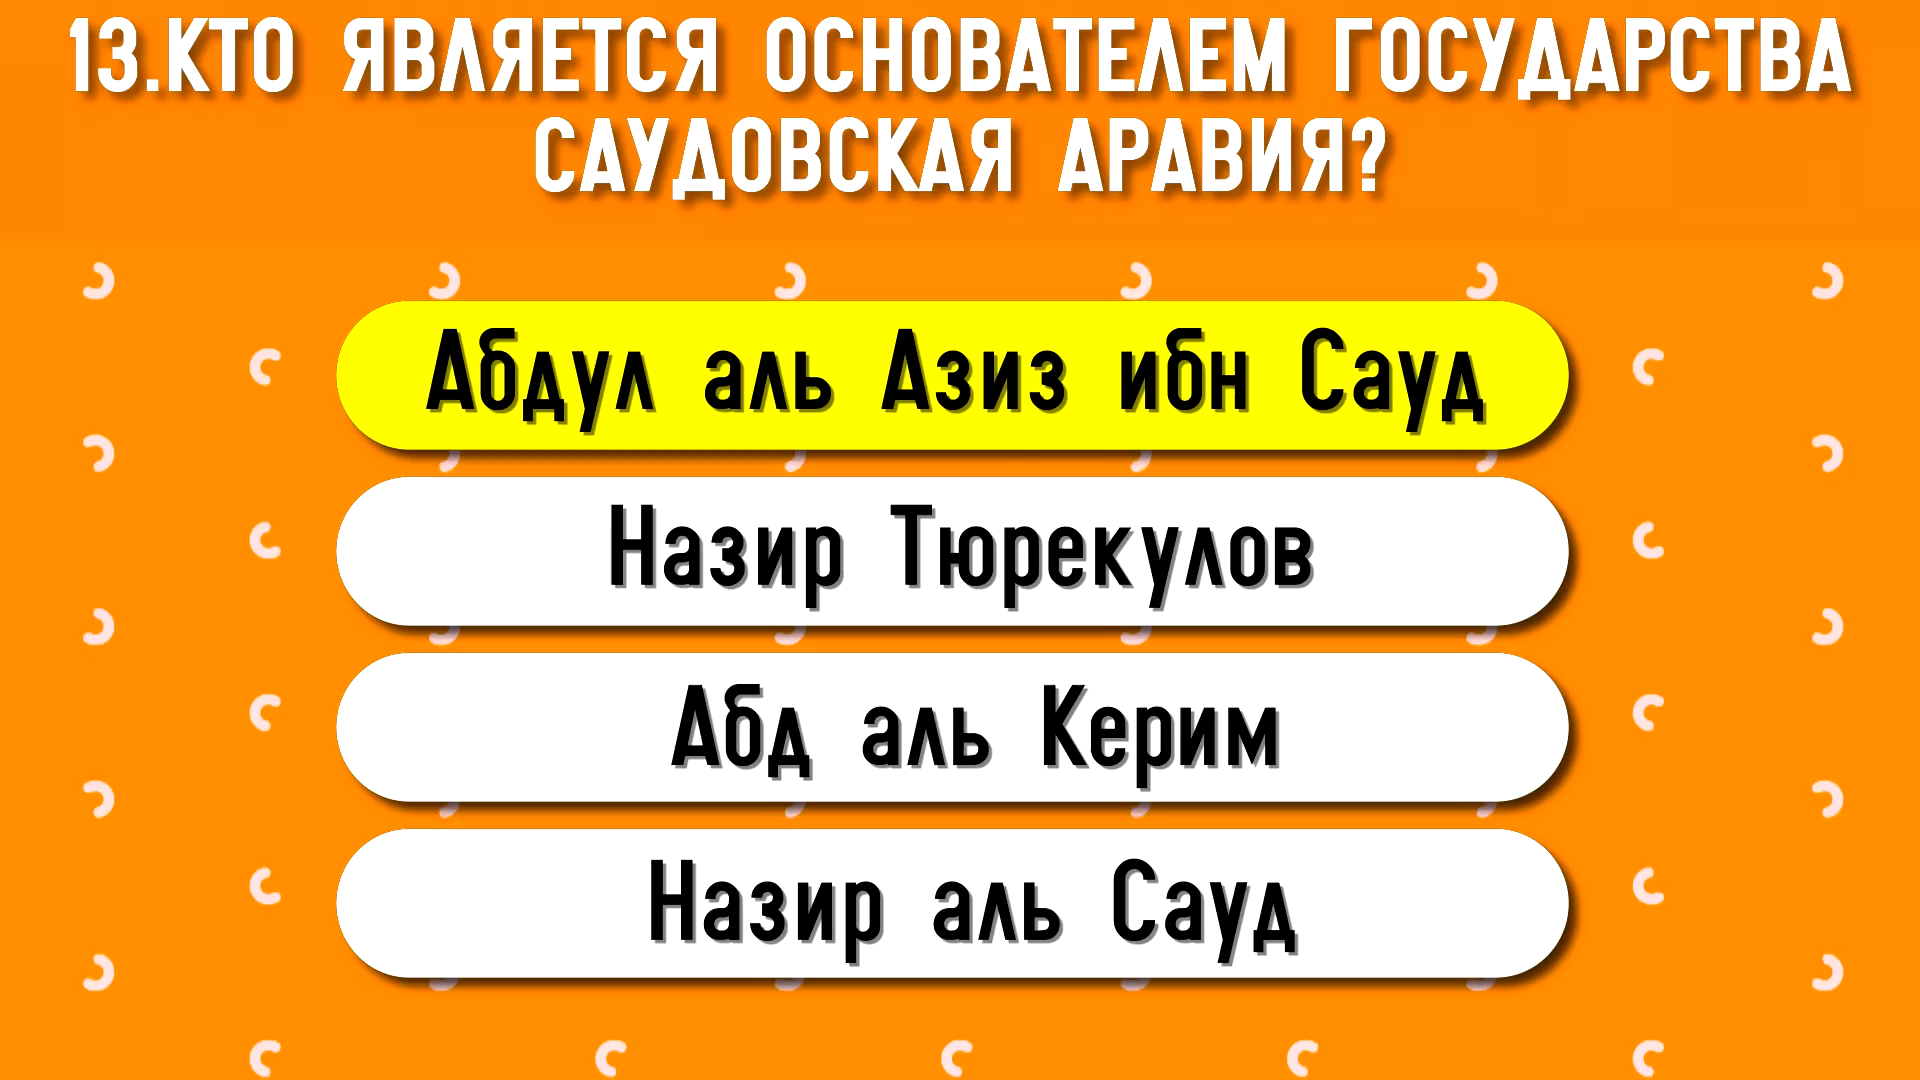 13.КТО ЯВЛЯЕТСЯ ОСНОВАТЕЛЕМ ГОСУДАРСТВА
САУДОВСКАЯ АРАВИЯ?
Абдул аль Азиз ибн Сауд
Назир Тюрекулов
Абд аль Керим
Назир аль Сауд